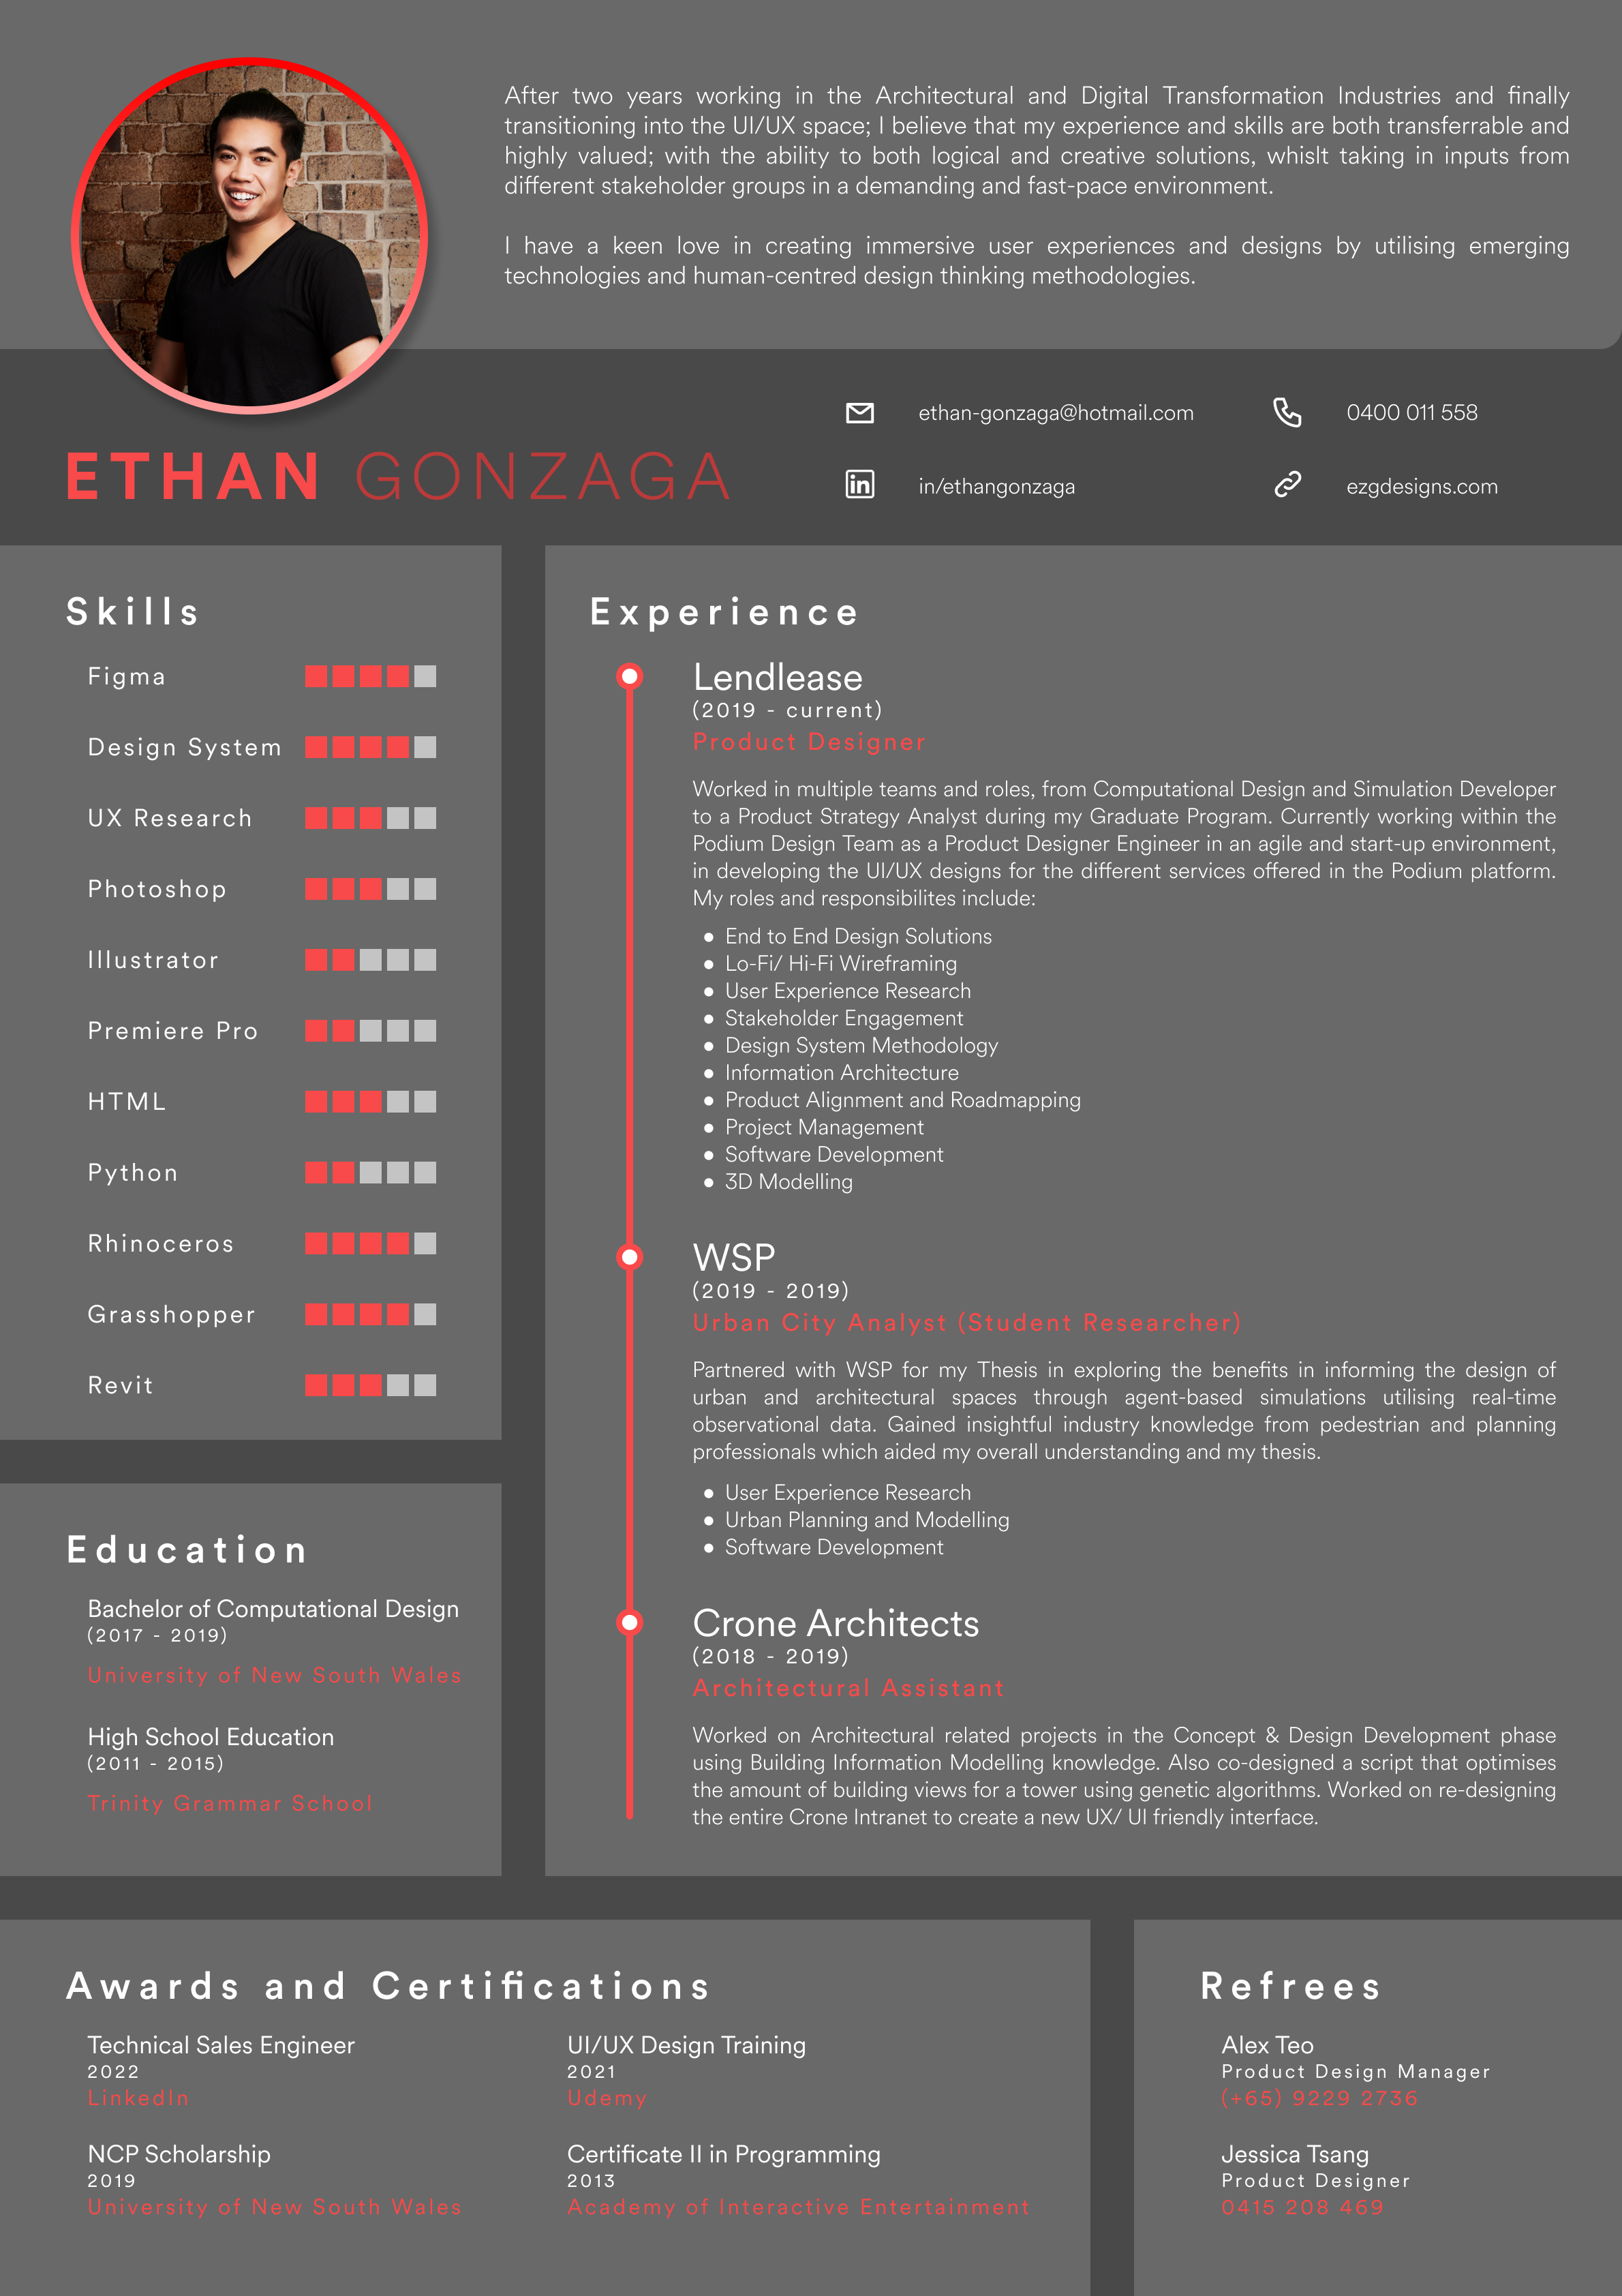 After two years working in the Architectural and Digital Transformation Industries and finally
transitioning into the UI/UX space; I believe that my experience and skills are both transferrable and
highly valued; with the ability to both logical and creative solutions, whislt taking in inputs from
different stakeholder groups in a demanding and fast-pace environment.
I have a keen love in creating immersive user experiences and designs by utilising emerging
technologies and human-centred design thinking methodologies.
ETHAN GONZAGA
ethan-gonzaga@hotmail.com
0400 011 558
in/ethangonzaga
ezgdesigns.com
Skills
Figma
Design System
UX Research
Photoshop
Illustrator
Premiere Pro
HTML
Python
Rhinoceros
Grasshopper
Revit
Education
Bachelor of Computational Design
(2017 - 2019)
University of New South Wales
High School Education
(2011 - 2015)
Trinity Grammar School
Experience
Lendlease
(2019 - current)
Product Designer
Worked in multiple teams and roles, from Computational Design and Simulation Developer
to a Product Strategy Analyst during my Graduate Program. Currently working within the
Podium Design Team as a Product Designer Engineer in an agile and start-up environment,
in developing the UI/UX designs for the different services offered in the Podium platform.
My roles and responsibilites include:
● End to End Design Solutions
● Lo-Fi/ Hi-Fi Wireframing
● User Experience Research
● Stakeholder Engagement
● Design System Methodology
● Information Architecture
● Product Alignment and Roadmapping
● Project Management
● Software Development
● 3D Modelling
WSP
(2019 - 2019)
Urban City Analyst (Student Researcher)
Partnered with WSP for my Thesis in exploring the benefits in informing the design of
urban and architectural spaces through agent-based simulations utilising real-time
observational data. Gained insightful industry knowledge from pedestrian and planning
professionals which aided my overall understanding and my thesis.
● User Experience Research
● Urban Planning and Modelling
● Software Development
Crone Architects
(2018 - 2019)
Architectural Assistant
Worked on Architectural related projects in the Concept & Design Development phase
using Building Information Modelling knowledge. Also co-designed a script that optimises
the amount of building views for a tower using genetic algorithms. Worked on re-designing
the entire Crone Intranet to create a new UX/ UI friendly interface.
Awards and Certifications
Technical Sales Engineer
2022
LinkedIn
NCP Scholarship
2019
University of New South Wales
UI/UX Design Training
2021
Udemy
Certificate II in Programming
2013
Academy of Interactive Entertainment
Refrees
Alex Teo
Product Design Manager
(+65) 9229 2736
Jessica Tsang
Product Designer
0415 208 469